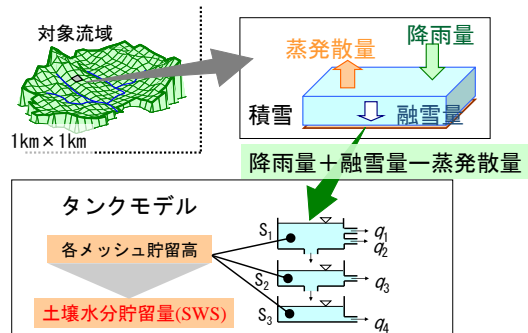 対象流域
1km×1km
蒸発散量
降雨量
積雪
融雪量
降雨量＋融雪量ー蒸発散量
タンクモデル
各メッシュ貯留高
土壌水分貯留量(SWS)
S1
q1
q2
S2
q3
S3
q4